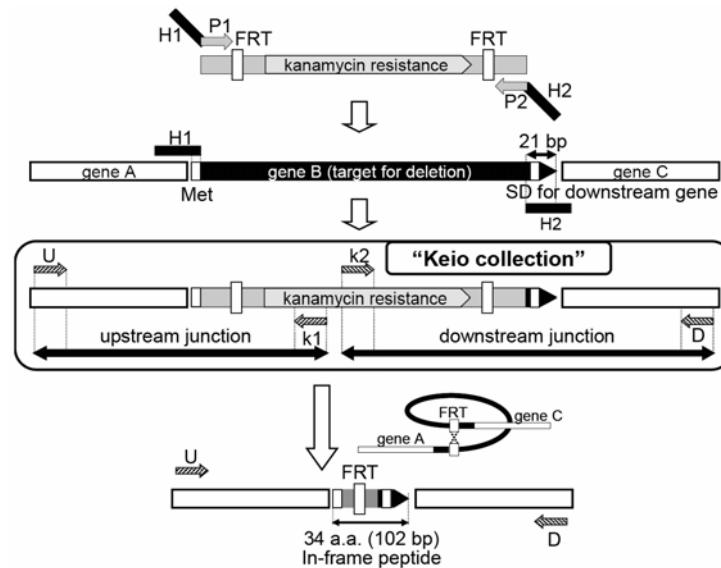 H1
P1
FRT
FRT
kanamycin resistance
P2
H2
H1
21 bp
gene A
gene B (target for deletion)
gene C
Met
SD for downstream gene
H2
"Keio collection"
U
k2
kanamycin resistance
upstream junction
k1
downstream junction
D
FRT
gene C
gene A
U
FRT
34 a.a. (102 bp)
In-frame peptide
D